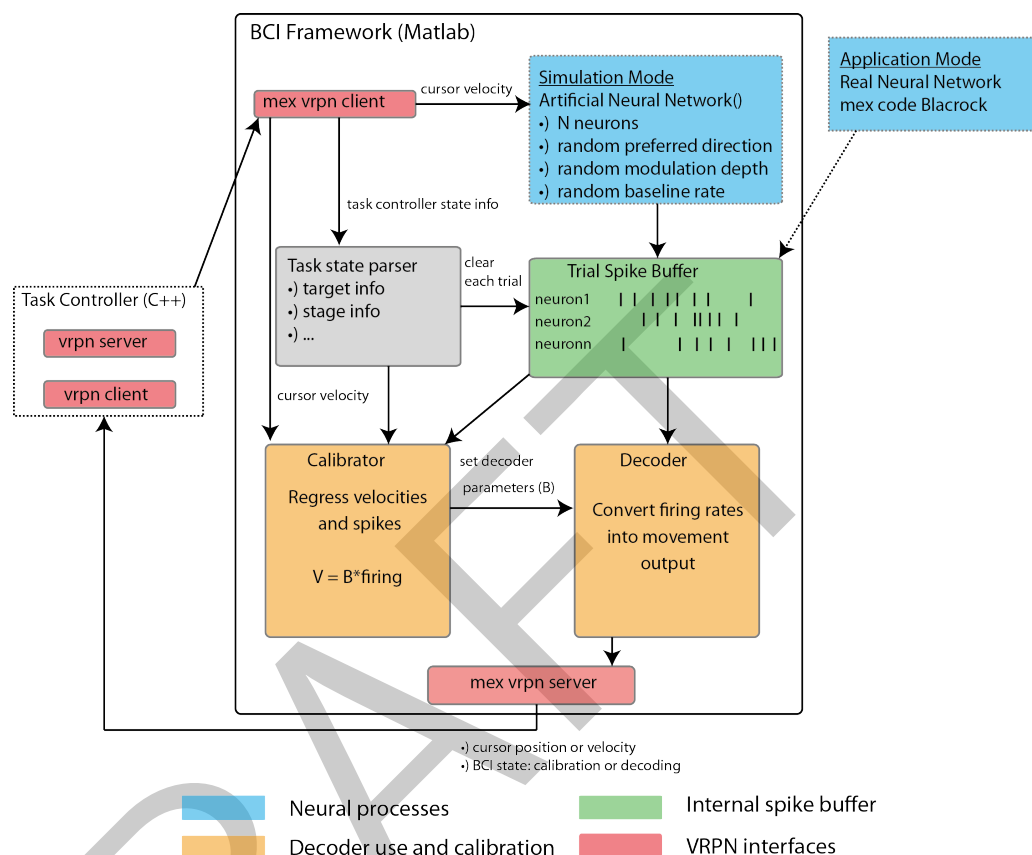 BCI Framework (Matlab)
mex vrpn client
cursor velocity
Simulation Mode
Artificial Neural Network()
•) N neurons
•) random preferred direction
•) random modulation depth
•) random baseline rate
Application Mode
Real Neural Network
mex code Blacrock
task controller state info
Task state parser
•) target info
•) stage info
•) ...
clear
each trial
Trial Spike Buffer
neuron1
neuron2
neuronn
Task Controller (C++)
vrpn server
vrpn client
cursor velocity
Calibrator
Regress velocities
and spikes
V = B*firing
set decoder
parameters (B)
Decoder
Convert firing rates
into movement
output
mex vrpn server
•) cursor position or velocity
•) BCI state: calibration or decoding
Neural processes
Internal spike buffer
Decoder use and calibration
VRPN interfaces
DRAFT